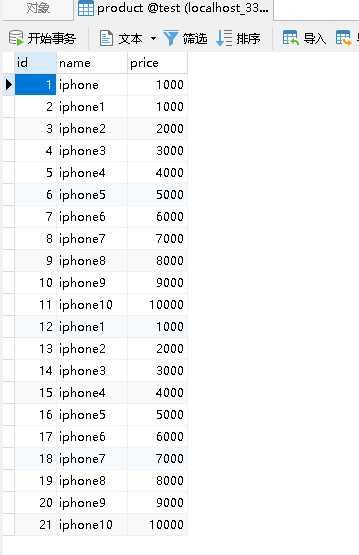 对象 product @test (localhost_33...
开始事务 文本 筛选 排序 导入
id name price
1 iphone 1000
2 iphone1 1000
3 iphone2 2000
4 iphone3 3000
5 iphone4 4000
6 iphone5 5000
7 iphone6 6000
8 iphone7 7000
9 iphone8 8000
10 iphone9 9000
11 iphone10 10000
12 iphone1 1000
13 iphone2 2000
14 iphone3 3000
15 iphone4 4000
16 iphone5 5000
17 iphone6 6000
18 iphone7 7000
19 iphone8 8000
20 iphone9 9000
21 iphone10 10000